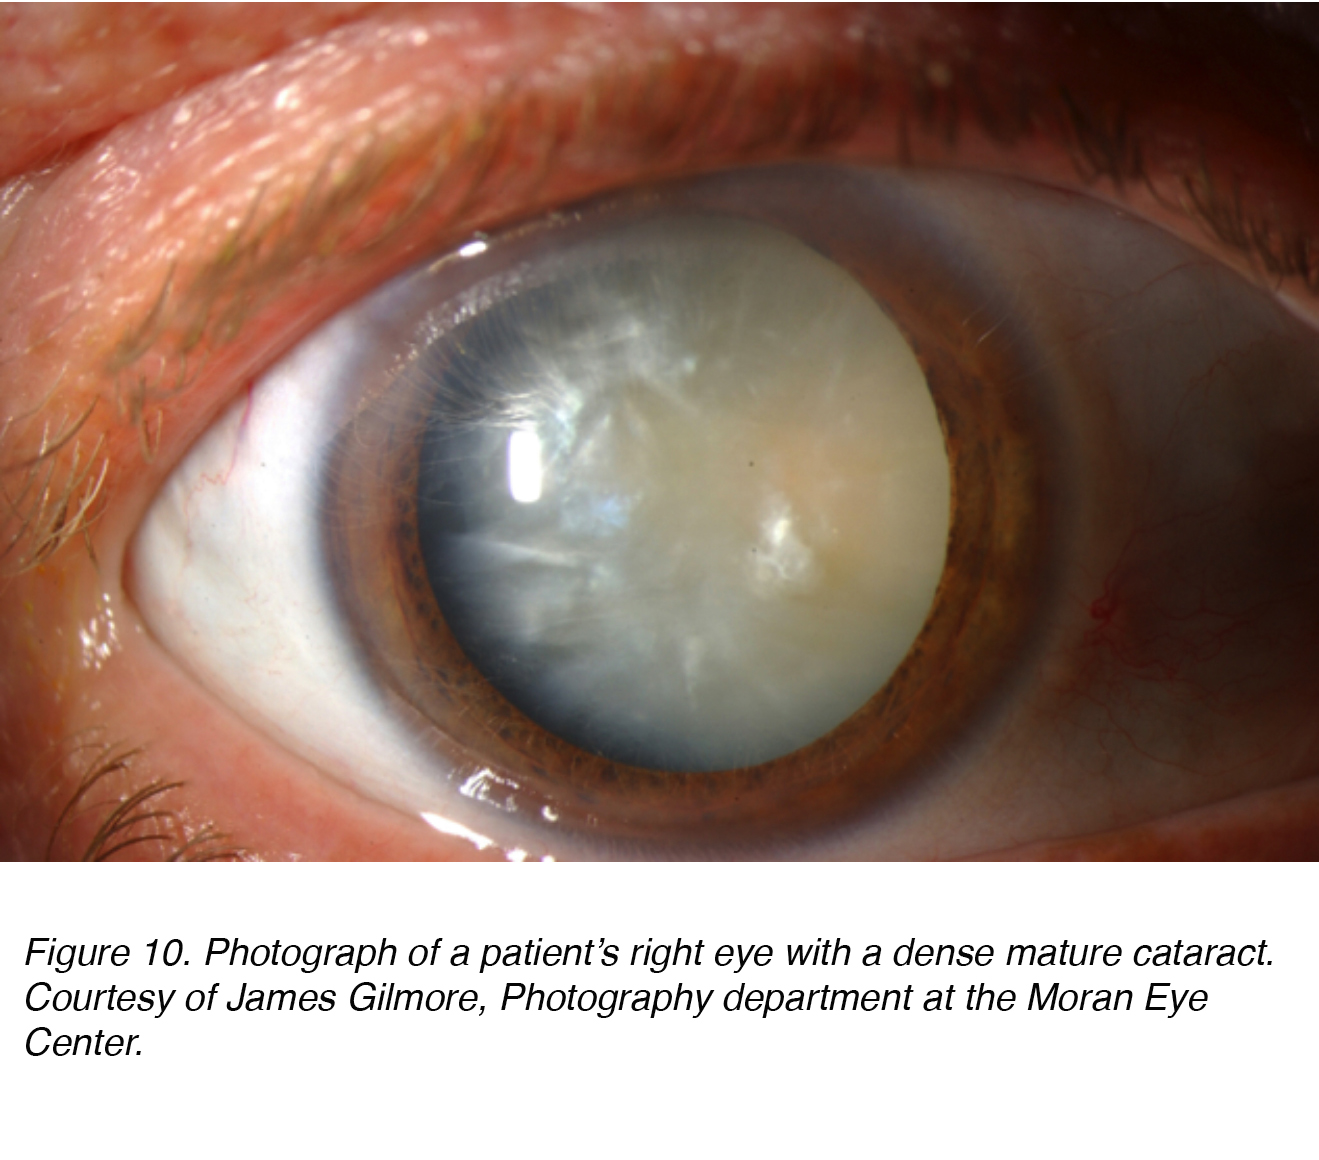 Figure 10. Photograph of a patient’s right eye with a dense mature cataract.
Courtesy of James Gilmore, Photography department at the Moran Eye
Center.